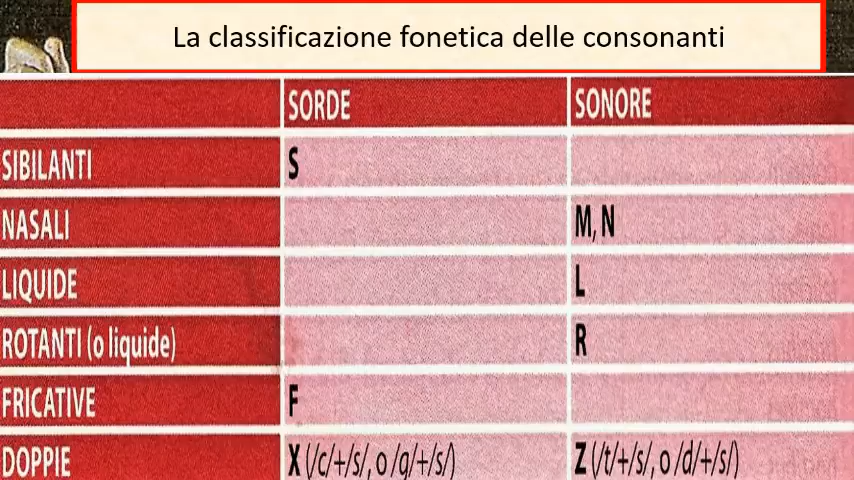 La classificazione fonetica delle consonanti
SORDE SONORE
SIBILANTI S
NASALI M, N
LIQUIDE L
ROTANTI (o liquide) R
FRICATIVE F
DOPPIE X (/c/+/s/, o /g/+/s/) Z (/t/+/s/, o /d/+/s/)